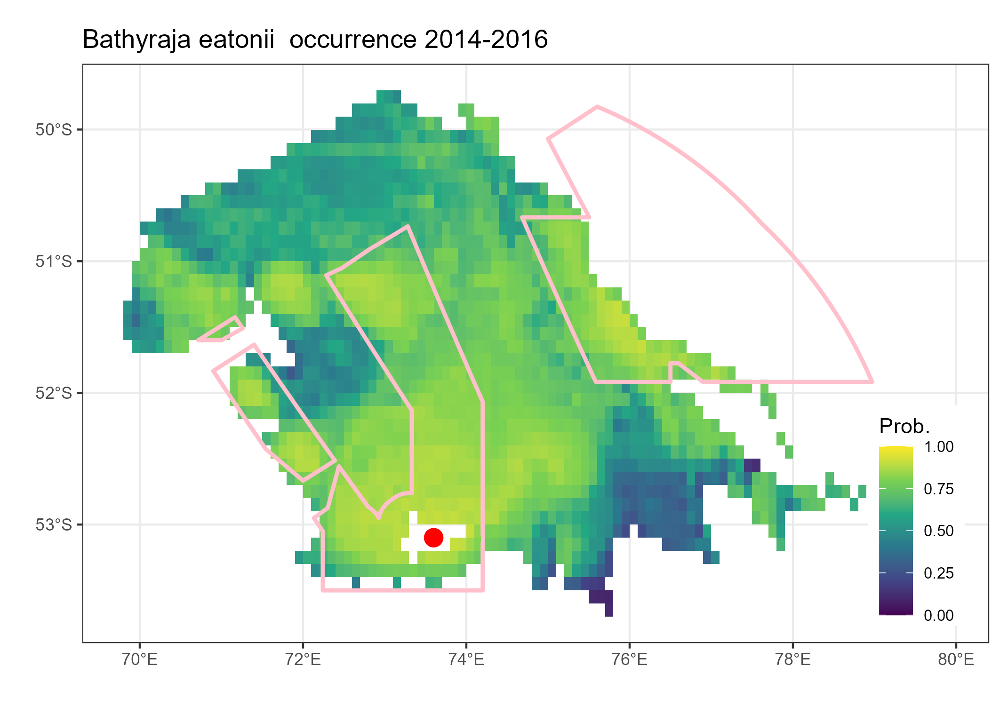 Bathyraja eatonii  occurrence 2014-2016
50°S
51°S
52°S
53°S
Prob.
1.00
0.75
0.50
0.25
0.00
70°E
72°E
74°E
76°E
78°E
80°E